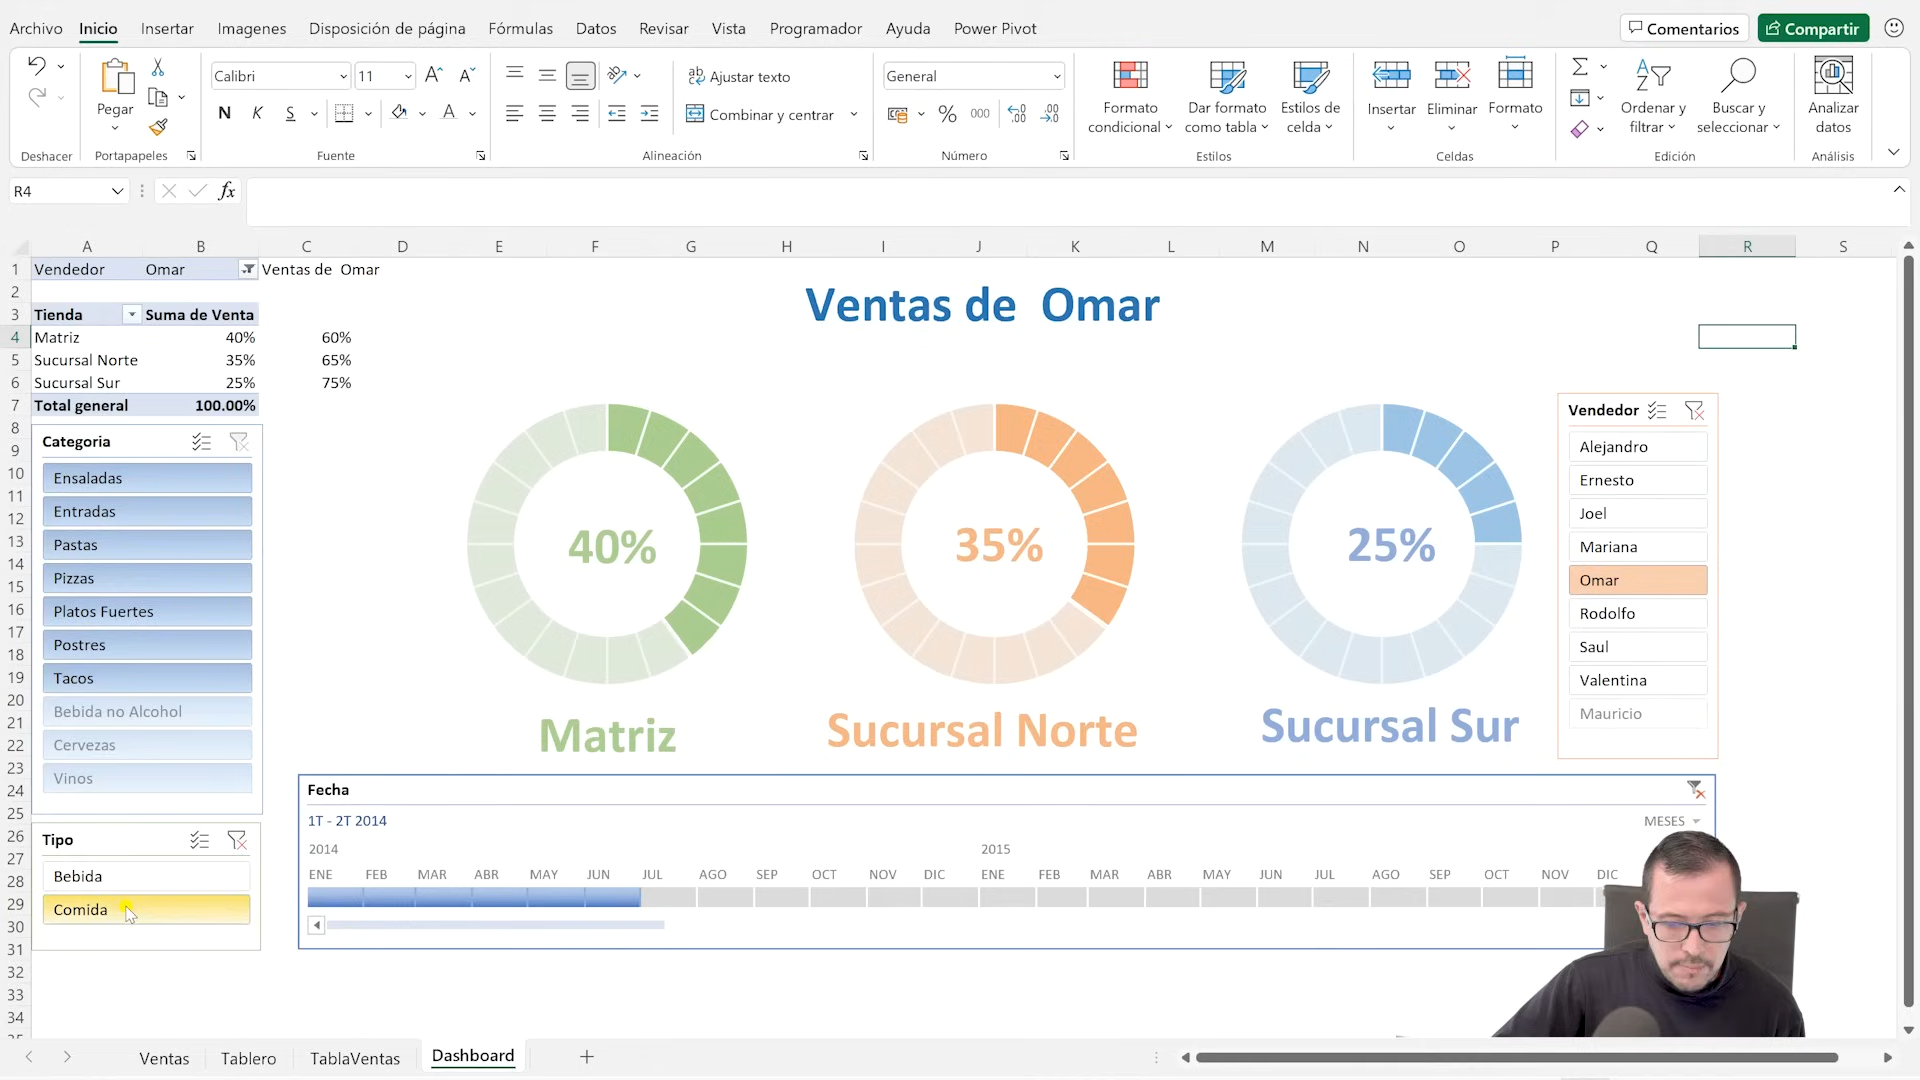 Archivo Inicio Insertar Imagenes Disposición de página Fórmulas Datos Revisar Vista Programador Ayuda Power Pivot Comentarios Compartir
Pegar
Calibri 11
N K S
ab Ajustar texto
Combinar y centrar
General
% 000
Formato condicional
Dar formato como tabla
Estilos de celda
Insertar
Eliminar
Formato
Ordenar y filtrar
Buscar y seleccionar
Analizar datos
Deshacer Portapapeles Fuente Alineación Número Estilos Celdas Edición Análisis
R4 fx
A B C D E F G H I J K L M N O P Q R S
1 Vendedor Omar Ventas de  Omar
2
Ventas de  Omar
3 Tienda Suma de Venta
4 Matriz 40% 60%
5 Sucursal Norte 35% 65%
6 Sucursal Sur 25% 75%
7 Total general 100.00%
8
9
10
11
12
13
14
15
16
17
18
19
20
21
22
23
24
25
26
27
28
29
30
31
32
33
34
Categoria
Ensaladas
Entradas
Pastas
Pizzas
Platos Fuertes
Postres
Tacos
Bebida no Alcohol
Cervezas
Vinos
Tipo
Bebida
Comida
40%
Matriz
35%
Sucursal Norte
25%
Sucursal Sur
Vendedor
Alejandro
Ernesto
Joel
Mariana
Omar
Rodolfo
Saul
Valentina
Mauricio
Fecha
1T - 2T 2014 MESES
2014 2015
ENE FEB MAR ABR MAY JUN JUL AGO SEP OCT NOV DIC ENE FEB MAR ABR MAY JUN JUL AGO SEP OCT NOV DIC
Ventas Tablero TablaVentas Dashboard